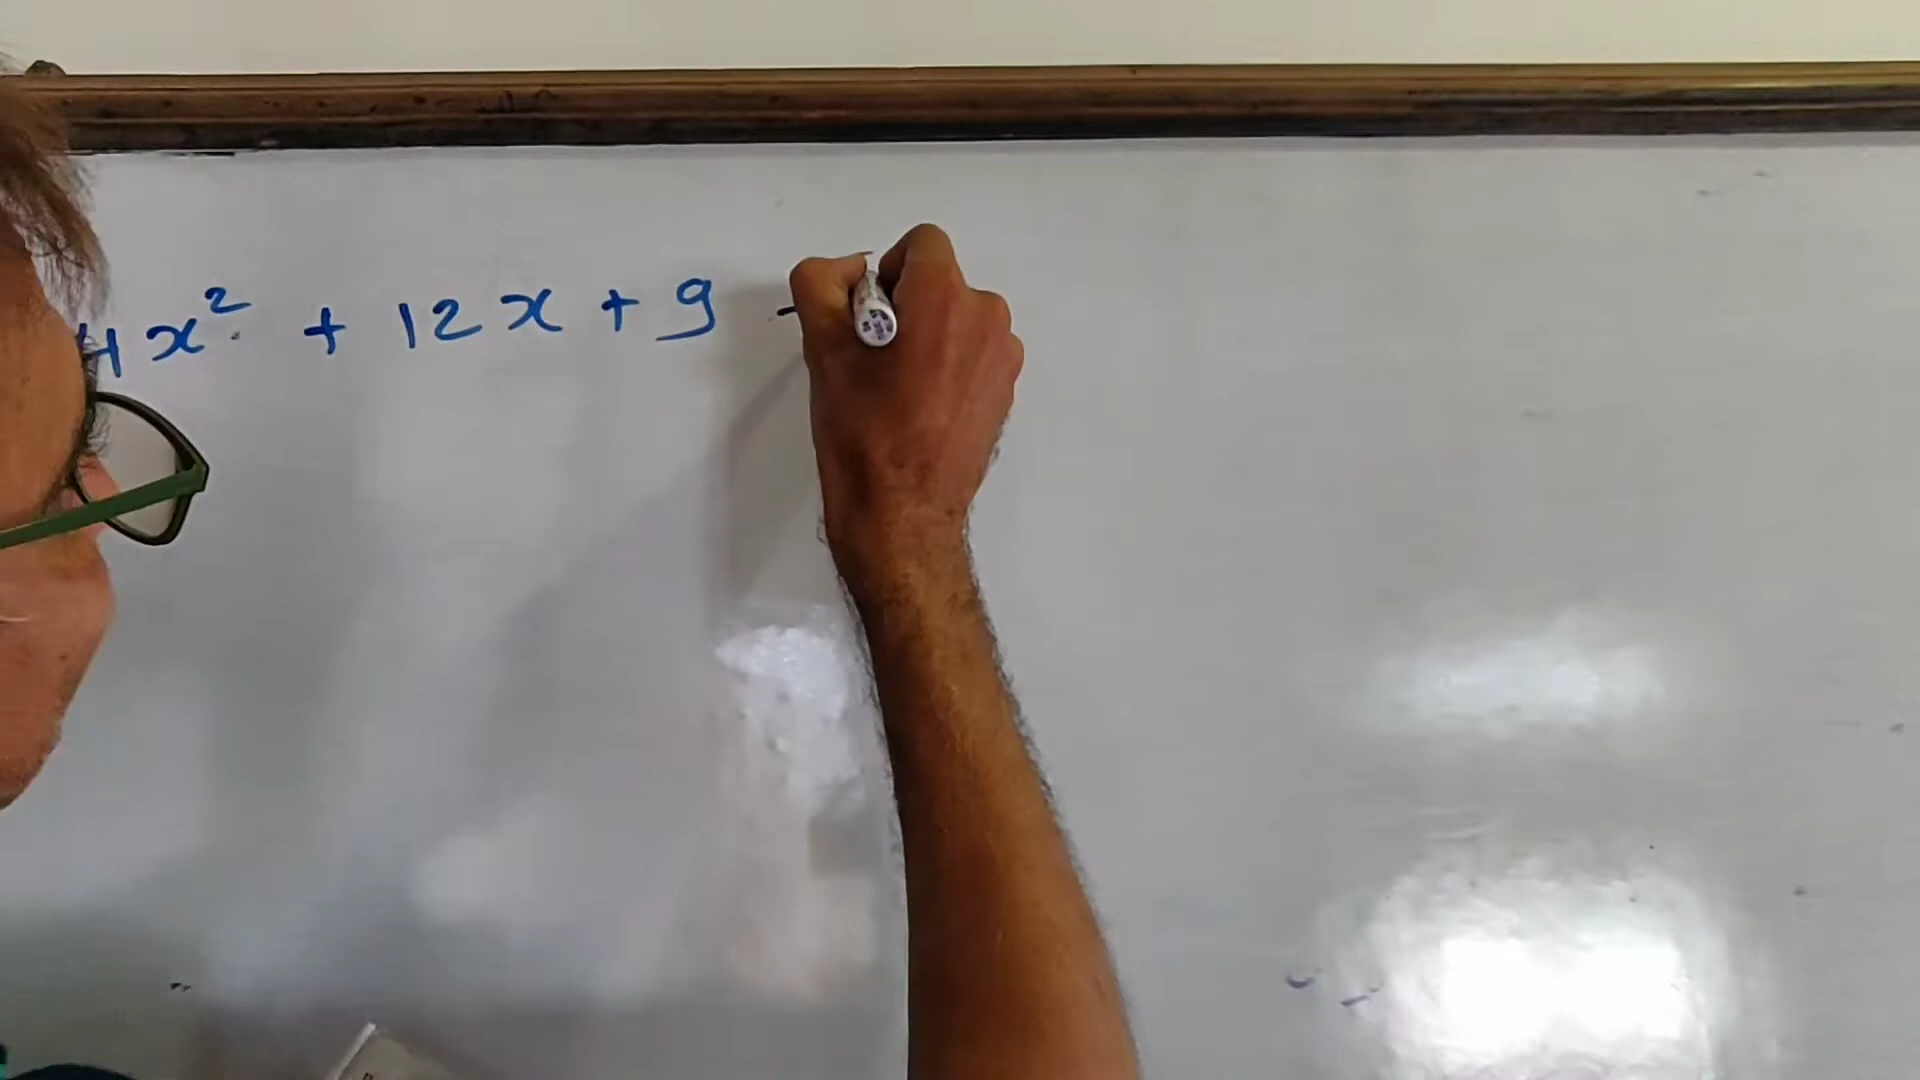 4x² + 12x + 9